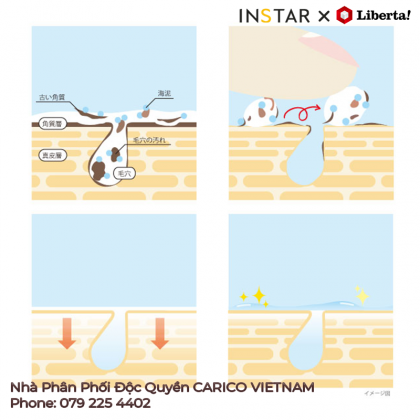 INSTAR × Liberta!
古い角質
海泥
角質層
毛穴の汚れ
真皮層
毛穴
Nhà Phân Phối Độc Quyền CARICO VIETNAM
Phone: 079 225 4402
イメージ図